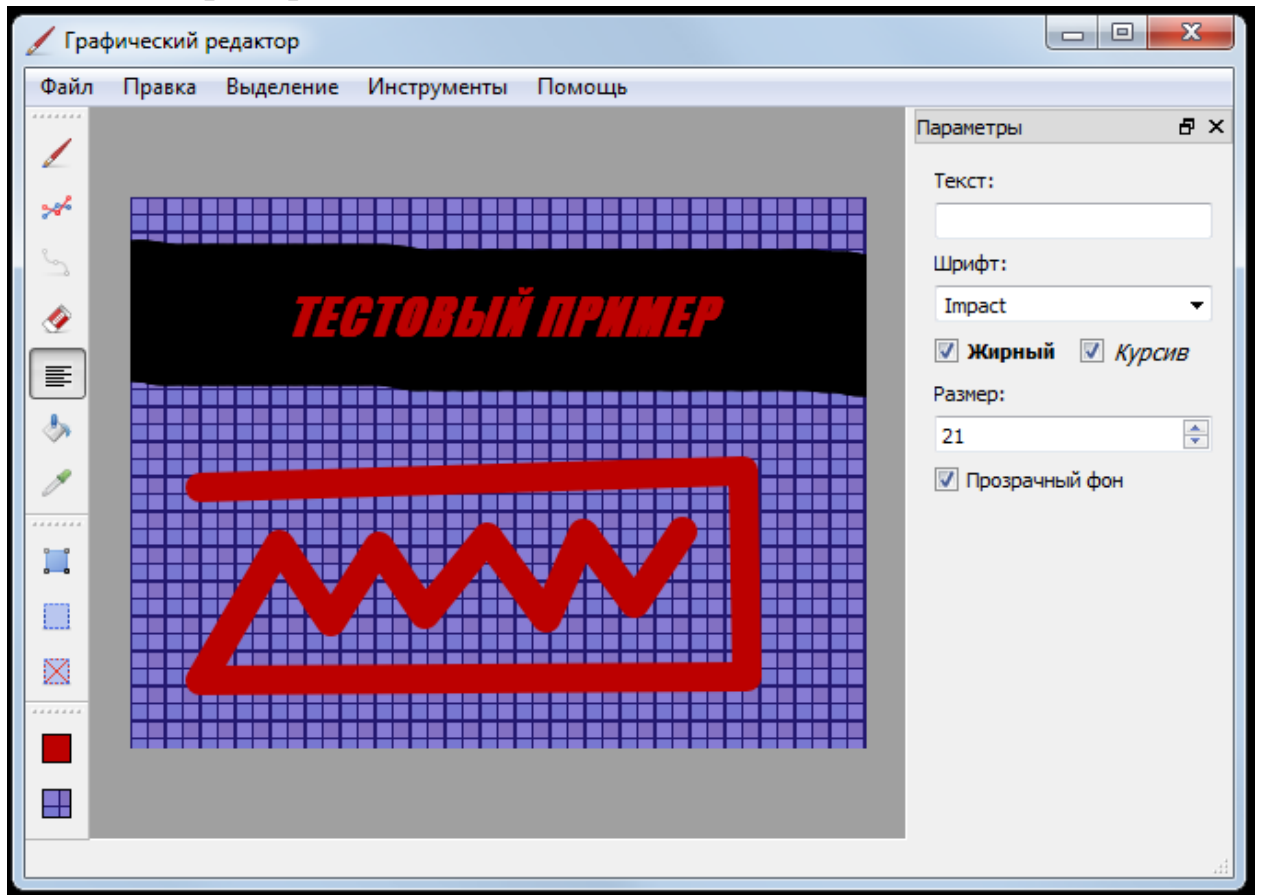 Графический редактор
Файл Правка Выделение Инструменты Помощь
Параметры
Текст:
Шрифт:
Impact
Жирный Курсив
Размер:
21
Прозрачный фон
ТЕСТОВЫЙ ПРИМЕР